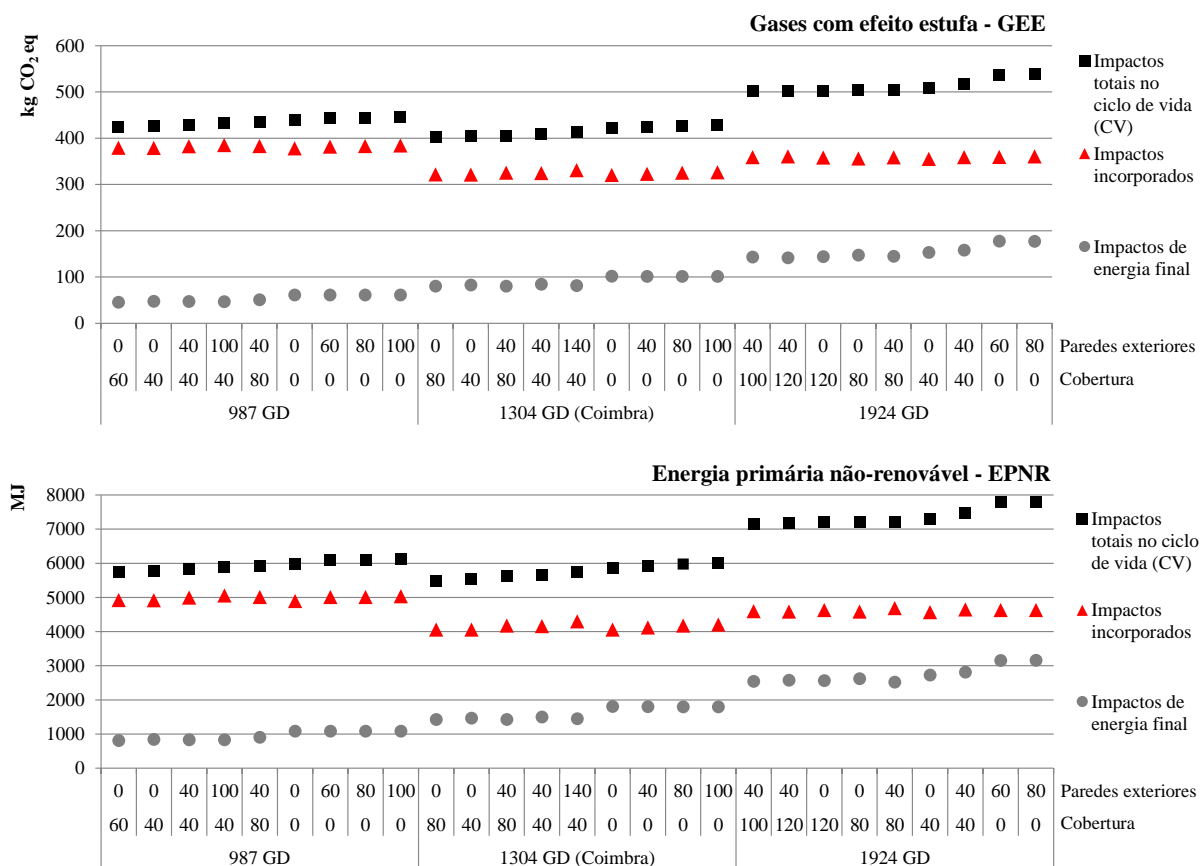 Gases com efeito estufa - GEE
kg CO₂ eq
600
500
400
300
200
100
0
Impactos
totais no
ciclo de vida
(CV)
Impactos
incorporados
Impactos de
energia final
0 0 40 100 40 0 60 80 100 0 0 40 40 140 0 40 80 100 40 40 0 0 40 0 40 60 80 Paredes exteriores
60 40 40 40 80 0 0 0 0 80 40 80 40 40 0 0 0 0 100 120 120 80 80 40 40 0 0 Cobertura
987 GD 1304 GD (Coimbra) 1924 GD
Energia primária não-renovável - EPNR
MJ
8000
7000
6000
5000
4000
3000
2000
1000
0
Impactos
totais no ciclo
de vida (CV)
Impactos
incorporados
Impactos de
energia final
0 0 40 100 40 0 60 80 100 0 0 40 40 140 0 40 80 100 40 40 0 0 40 0 40 60 80 Paredes exteriores
60 40 40 40 80 0 0 0 0 80 40 80 40 40 0 0 0 0 100 120 120 80 80 40 40 0 0 Cobertura
987 GD 1304 GD (Coimbra) 1924 GD